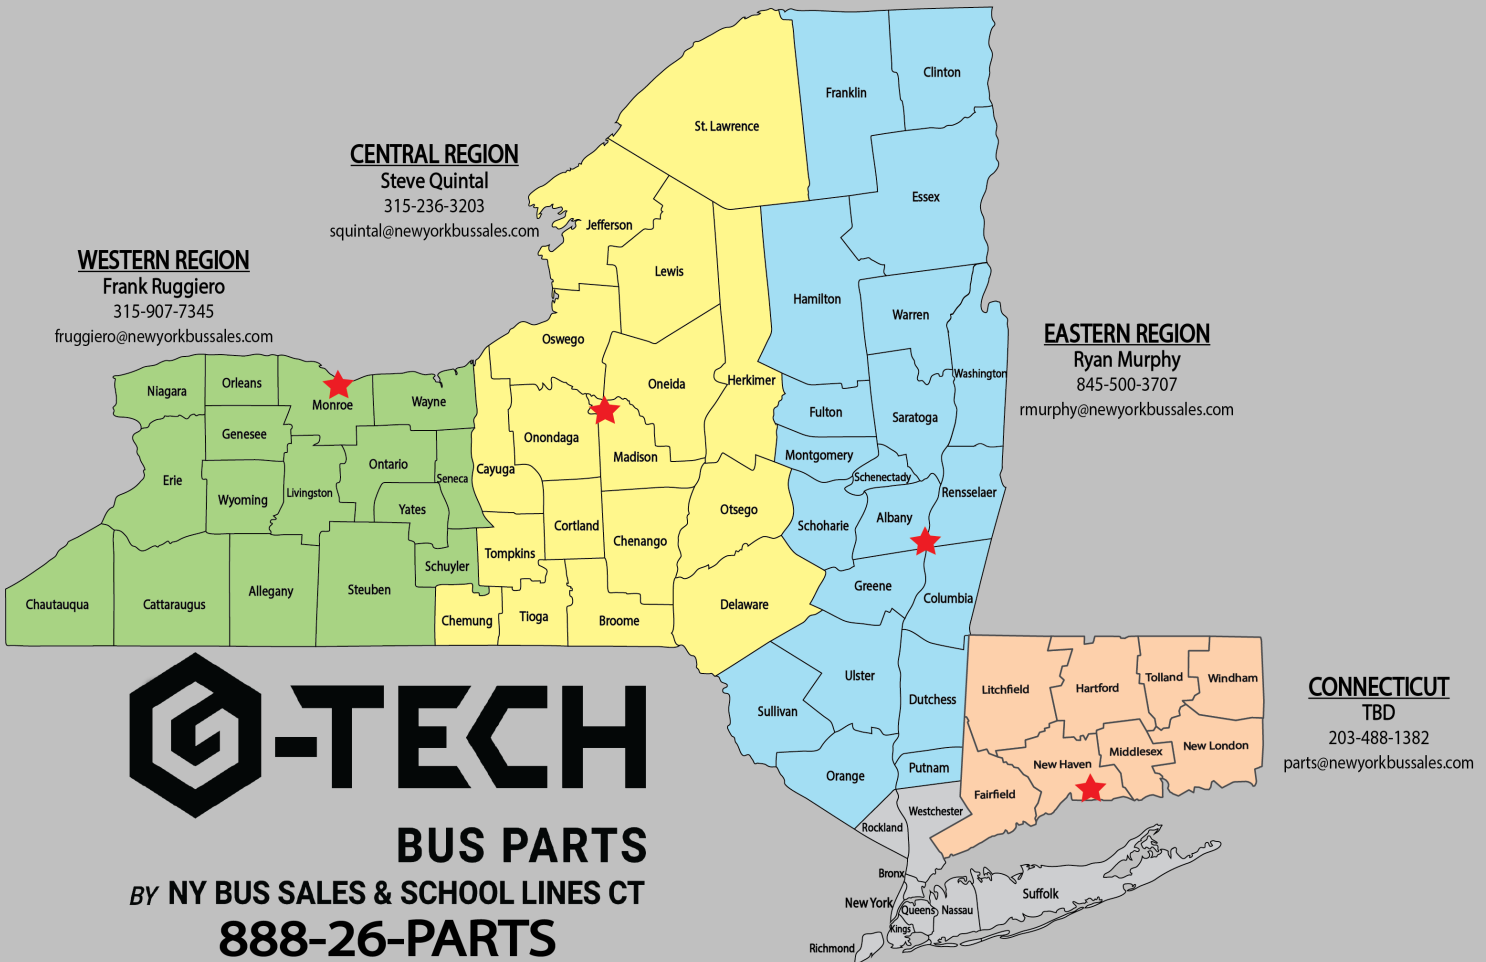 CENTRAL REGION
Steve Quintal
315-236-3203
squintal@newyorkbussales.com
WESTERN REGION
Frank Ruggiero
315-907-7345
fruggiero@newyorkbussales.com
EASTERN REGION
Ryan Murphy
845-500-3707
rmurphy@newyorkbussales.com
CONNECTICUT
TBD
203-488-1382
parts@newyorkbussales.com
Clinton
Franklin
St. Lawrence
Essex
Jefferson
Lewis
Hamilton
Warren
Oswego
Washington
Herkimer
Oneida
Niagara
Orleans
Monroe
Wayne
Fulton
Saratoga
Genesee
Onondaga
Madison
Montgomery
Ontario
Cayuga
Seneca
Schenectady
Erie
Wyoming
Livingston
Rensselaer
Yates
Otsego
Albany
Cortland
Schoharie
Chenango
Tompkins
Schuyler
Greene
Columbia
Chautauqua
Cattaraugus
Allegany
Steuben
Chemung
Tioga
Broome
Delaware
Ulster
Sullivan
Dutchess
Litchfield
Hartford
Tolland
Windham
Orange
Putnam
New Haven
Middlesex
New London
Fairfield
Westchester
Rockland
Bronx
New York
Queens
Nassau
Suffolk
Kings
Richmond
G-TECH
BUS PARTS
BY NY BUS SALES & SCHOOL LINES CT
888-26-PARTS